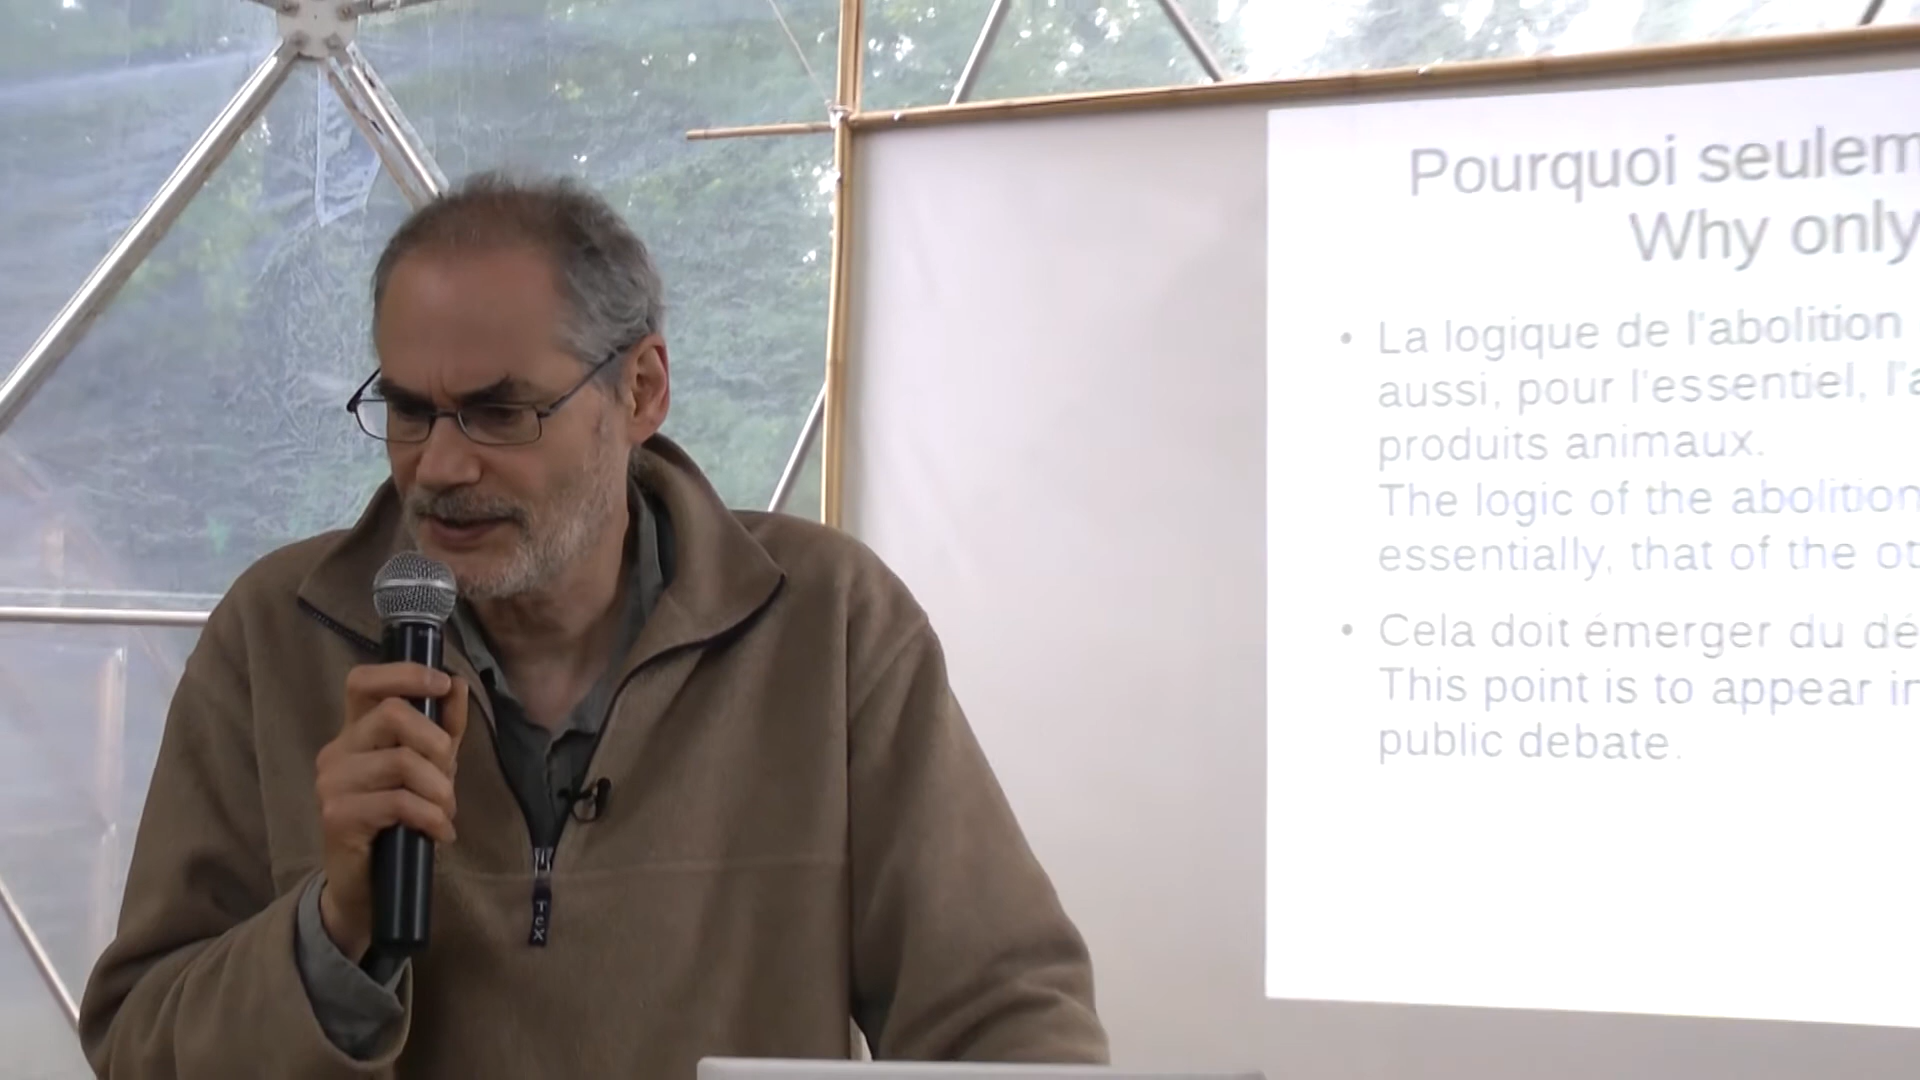 Pourquoi seulem
Why only
• La logique de l'abolition
aussi, pour l'essentiel, l'a
produits animaux.
The logic of the abolition
essentially, that of the ot
• Cela doit émerger du dé
This point is to appear in
public debate.
TeX